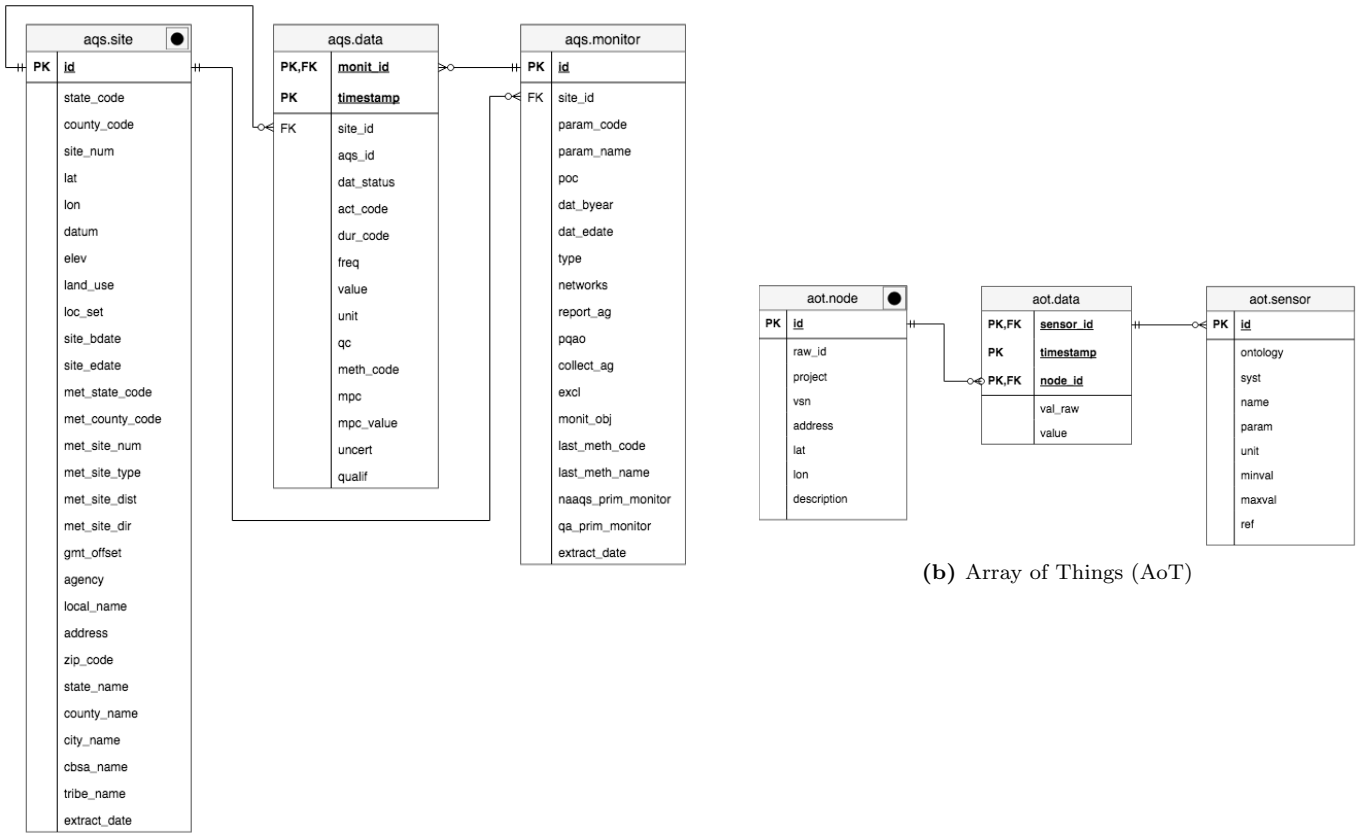 aqs.site
PK id
state_code
county_code
site_num
lat
lon
datum
elev
land_use
loc_set
site_bdate
site_edate
met_state_code
met_county_code
met_site_num
met_site_type
met_site_dist
met_site_dir
gmt_offset
agency
local_name
address
zip_code
state_name
county_name
city_name
cbsa_name
tribe_name
extract_date
aqs.data
PK,FK monit_id
PK timestamp
FK site_id
aqs_id
dat_status
act_code
dur_code
freq
value
unit
qc
meth_code
mpc
mpc_value
uncert
qualif
aqs.monitor
PK id
FK site_id
param_code
param_name
poc
dat_byear
dat_edate
type
networks
report_ag
pqao
collect_ag
excl
monit_obj
last_meth_code
last_meth_name
naaqs_prim_monitor
qa_prim_monitor
extract_date
aot.node
PK id
raw_id
project
vsn
address
lat
lon
description
aot.data
PK,FK sensor_id
PK timestamp
PK,FK node_id
val_raw
value
aot.sensor
PK id
ontology
syst
name
param
unit
minval
maxval
ref
(b) Array of Things (AoT)